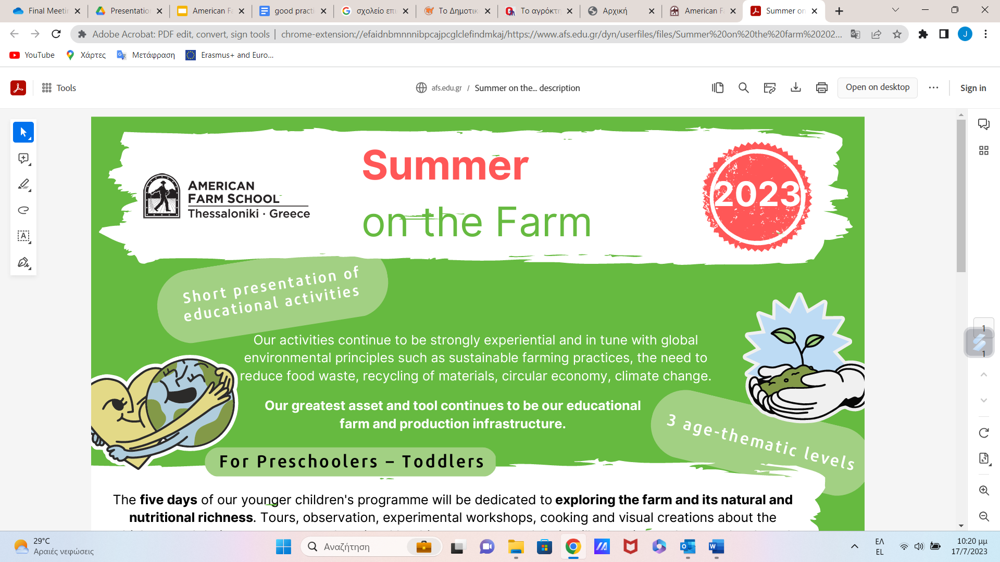 Final Meetin
Presentation
American Fa
good practi
σχολείο επι
Το Δημοτικ
Το αγρόκτη
Αρχική
American Fa
Summer on
Adobe Acrobat: PDF edit, convert, sign tools | chrome-extension://efaidnbmnnnibpcajpcglclefindmkaj/https://www.afs.edu.gr/dyn/userfiles/files/Summer%20on%20the%20farm%20202...
J
YouTube
Χάρτες
Μετάφραση
Erasmus+ and Euro...
Tools
afs.edu.gr / Summer on the... description
Open on desktop
Sign in
AMERICAN
FARM SCHOOL
Thessaloniki · Greece
Summer
on the Farm
2023
Short presentation of
educational activities
Our activities continue to be strongly experiential and in tune with global
environmental principles such as sustainable farming practices, the need to
reduce food waste, recycling of materials, circular economy, climate change.
Our greatest asset and tool continues to be our educational
farm and production infrastructure.
3 age-thematic levels
For Preschoolers – Toddlers
The five days of our younger children's programme will be dedicated to exploring the farm and its natural and
nutritional richness. Tours, observation, experimental workshops, cooking and visual creations about the
1
1
29°C
Αραιές νεφώσεις
Αναζήτηση
ΕΛ
EL
10:20 μμ
17/7/2023